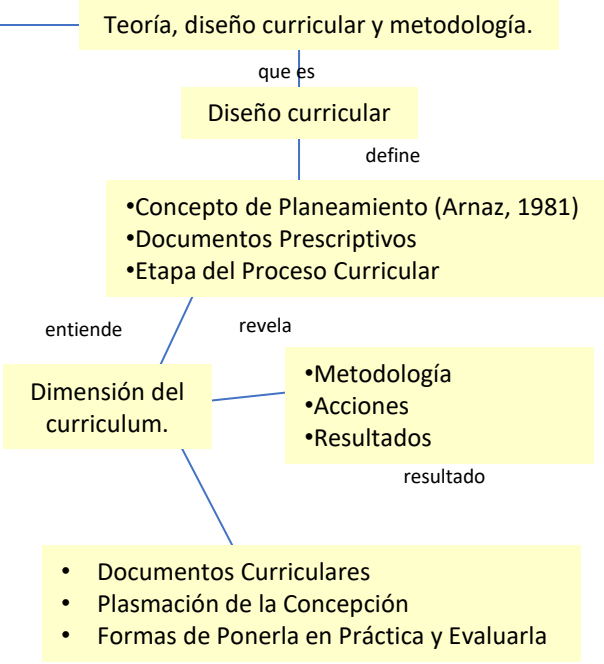 Teoría, diseño curricular y metodología.
que es
Diseño curricular
define
•Concepto de Planeamiento (Arnaz, 1981)
•Documentos Prescriptivos
•Etapa del Proceso Curricular
entiende
revela
Dimensión del
curriculum.
•Metodología
•Acciones
•Resultados
resultado
• Documentos Curriculares
• Plasmación de la Concepción
• Formas de Ponerla en Práctica y Evaluarla